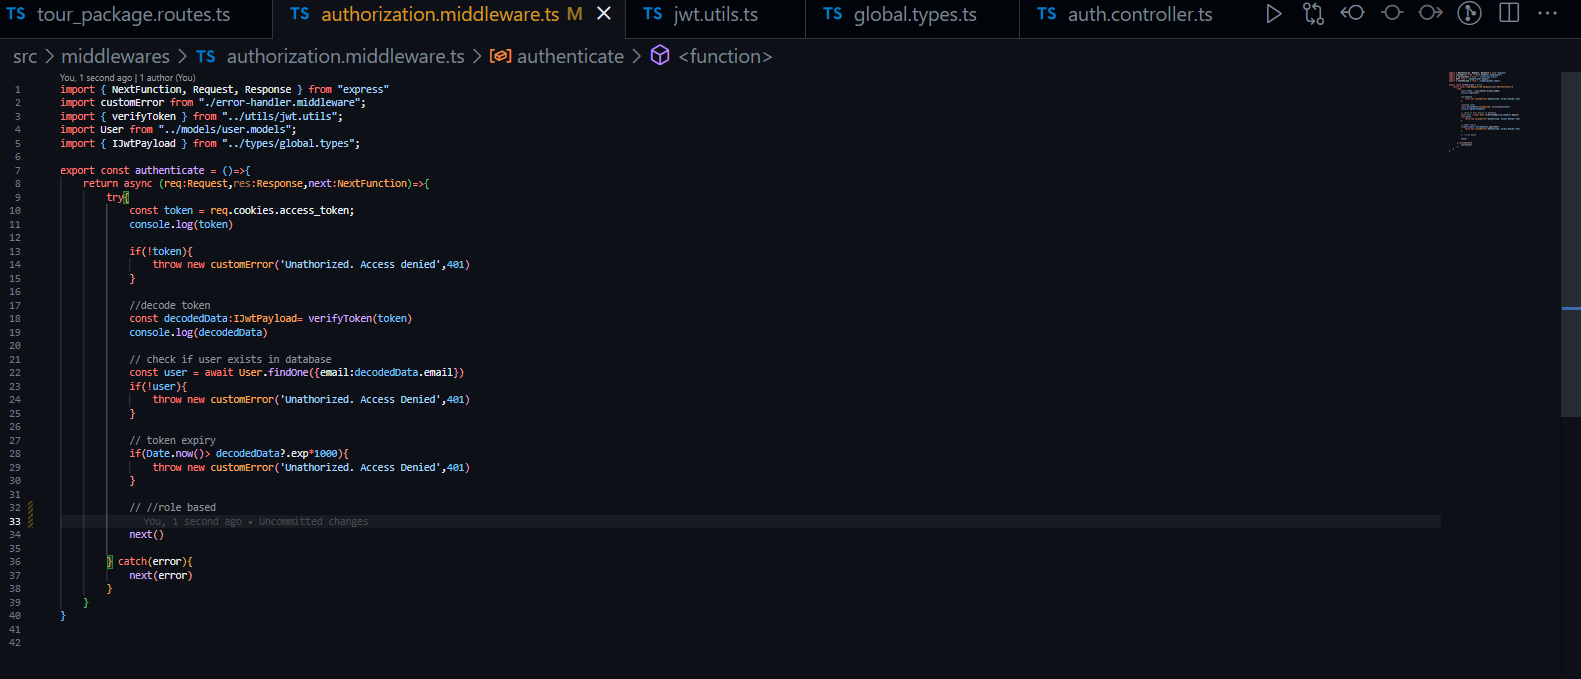 TS tour_package.routes.ts TS authorization.middleware.ts M TS jwt.utils.ts TS global.types.ts TS auth.controller.ts
src > middlewares > TS authorization.middleware.ts > authenticate > <function>
You, 1 second ago | 1 author (You)
1 import { NextFunction, Request, Response } from "express"
2 import customError from "./error-handler.middleware";
3 import { verifyToken } from "../utils/jwt.utils";
4 import User from "../models/user.models";
5 import { IJwtPayload } from "../types/global.types";
6
7 export const authenticate = ()=>{
8 return async (req:Request,res:Response,next:NextFunction)=>{
9 try{
10 const token = req.cookies.access_token;
11 console.log(token)
12
13 if(!token){
14 throw new customError('Unathorized. Access denied',401)
15 }
16
17 //decode token
18 const decodedData:IJwtPayload= verifyToken(token)
19 console.log(decodedData)
20
21 // check if user exists in database
22 const user = await User.findOne({email:decodedData.email})
23 if(!user){
24 throw new customError('Unathorized. Access Denied',401)
25 }
26
27 // token expiry
28 if(Date.now()> decodedData?.exp*1000){
29 throw new customError('Unathorized. Access Denied',401)
30 }
31
32 // //role based
33 You, 1 second ago • Uncommitted changes
34 next()
35
36 } catch(error){
37 next(error)
38 }
39 }
40 }
41
42